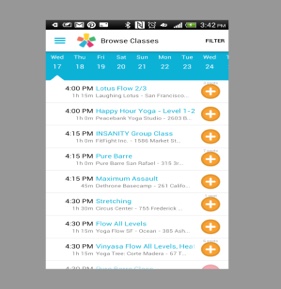 3:42 PM
Browse Classes
FILTER
Wed Thu Fri Sat Sun Mon Tue Wed
17 18 19 20 21 22 23 24
4:00 PM Lotus Flow 2/3
1h 15m Laughing Lotus - San Francisco...
4:00 PM Happy Hour Yoga - Level 1-2
1h 0m Peacebank Yoga Studio - 2603 B...
4:15 PM INSANITY Group Class
1h 0m FitFight Inc. - 1586 Market St...
4:15 PM Pure Barre
1h 5m Pure Barre San Rafael - 315 3r...
4:15 PM Maximum Assault
45m Delfroose Basecamp - 261 Califo...
4:30 PM Stretching
1h 30m Circus Center - 755 Frederick ...
4:30 PM Flow All Levels
1h 15m Yoga Flow SF - Ocean - 385 Ash...
4:30 PM Vinyasa Flow All Levels, Hea
1h 0m Yoga Tree: Corte Madera - 67 T...